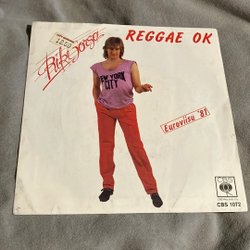 REGGAE OK
Riki Sorsa
NEW YORK
CITY
Euroviisu '81
CBS
CBS 1072